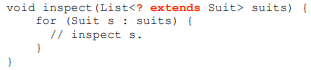 void inspect(List<? extends Suit> suits) {
    for (Suit s : suits) {
      // inspect s.
    }
}